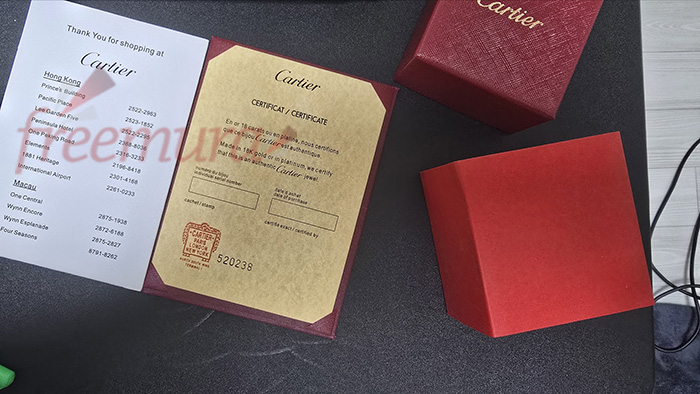 Thank You for shopping at
Cartier
Hong Kong
Prince's Building 2522-2963
Pacific Place 2523-1852
Lee Garden Five 2522-2295
Peninsula Hotel 2368-8036
One Peking Road
Element 2196-8418
1881 Heritage 2301-4168
International Airport 2261-0233
Macau
One Central 2875-1938
Wynn Encore 2872-6188
Wynn Esplanade 2875-2827
Four Seasons 8791-8262
Cartier
CERTIFICAT / CERTIFICATE
En or 18 carats ou en platine, nous certifions
que ce bijou Cartier est authentique.
Made in 18K gold or in platinum, we certify
that this is an authentic Cartier jewel.
numéro du bijou
individual serial number
date d'achat
date of purchase
cachet / stamp
certifié exact / certified by
CARTIER
PARIS
LONDON
NEW YORK
520238
Cartier